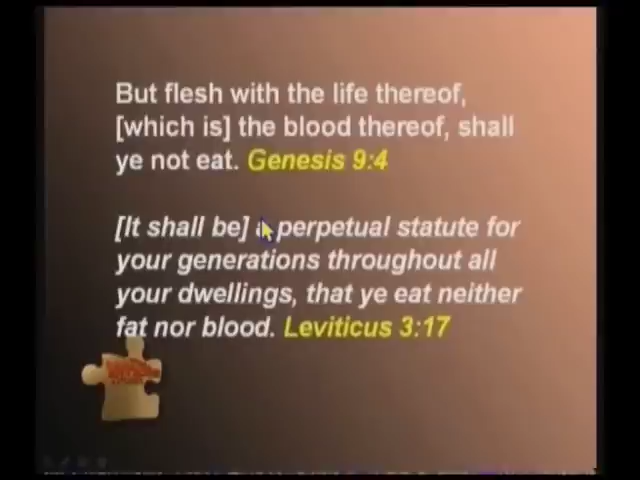 But flesh with the life thereof,
[which is] the blood thereof, shall
ye not eat. Genesis 9:4
[It shall be] a perpetual statute for
your generations throughout all
your dwellings, that ye eat neither
fat nor blood. Leviticus 3:17